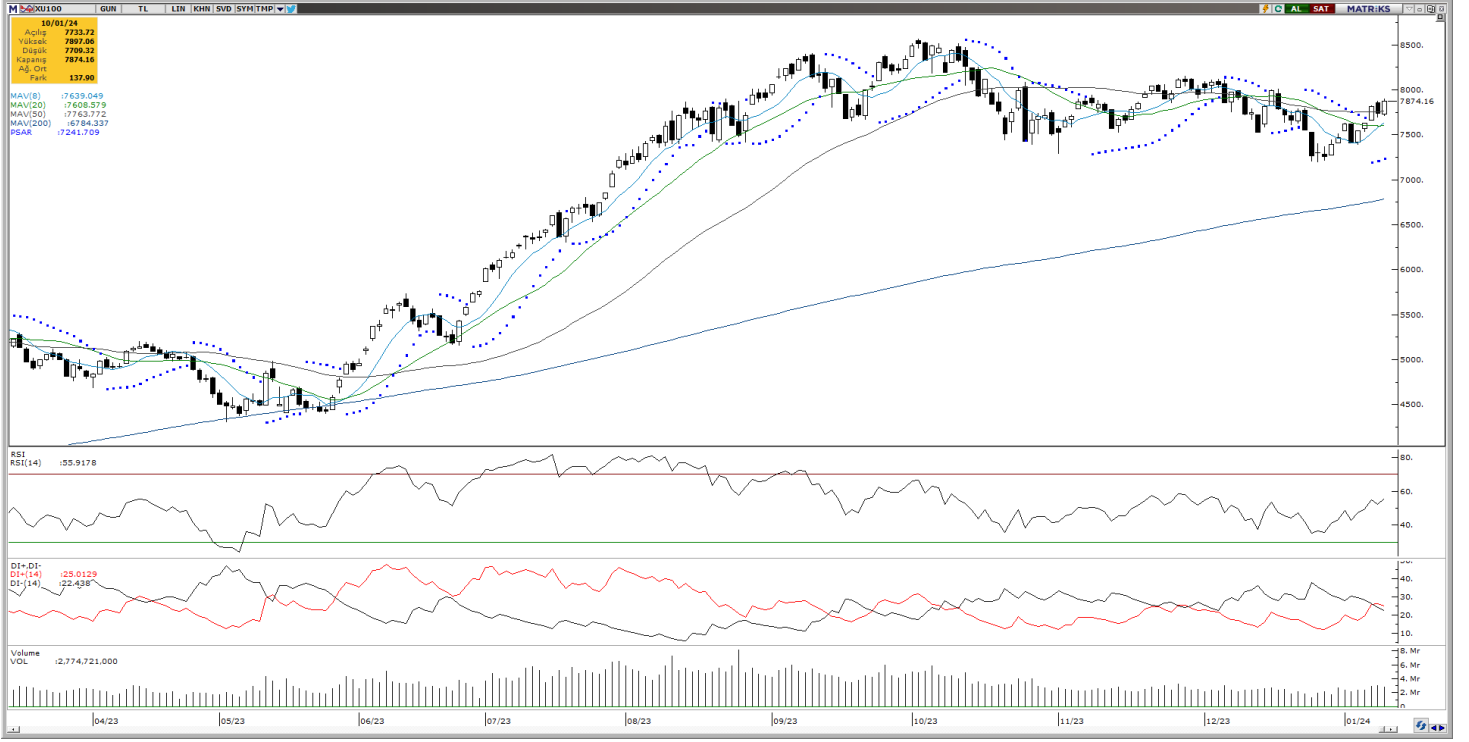 M XU100 GUN TL LIN KHN SVD SYM TMP AL SAT MATRiKS
10/01/24
Açılış 7733.72
Yüksek 7897.06
Düşük 7709.32
Kapanış 7874.16
Ağ. Ort
Fark 137.90
MAV(8) :7639.049
MAV(20) :7608.579
MAV(50) :7763.772
MAV(200) :6784.337
PSAR :7241.709
8500.
8000.
7874.16
7500.
7000.
6500.
6000.
5500.
5000.
4500.
RSI
RSI(14) :55.9178
80.
60.
40.
DI+,DI-
DI+(14) :25.0129
DI-(14) :22.438
40.
30.
20.
10.
Volume
VOL :2,774,721,000
8. Mr
6. Mr
4. Mr
2. Mr
0
04/23 05/23 06/23 07/23 08/23 09/23 10/23 11/23 12/23 01/24